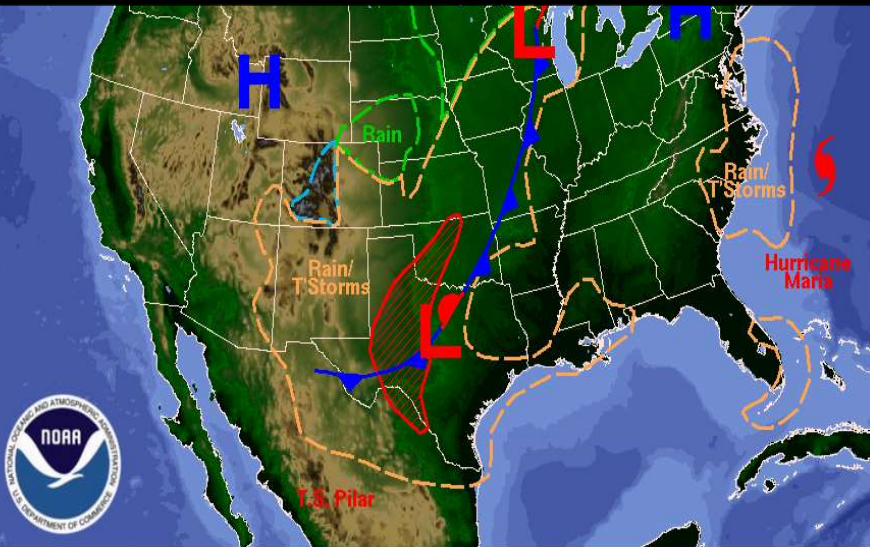 L
H
H
Rain
Rain/
T'Storms
Rain/
T'Storms
Hurricane
Maria
L
NATIONAL OCEANIC AND ATMOSPHERIC ADMINISTRATION
NOAA
U.S. DEPARTMENT OF COMMERCE
T.S. Pilar